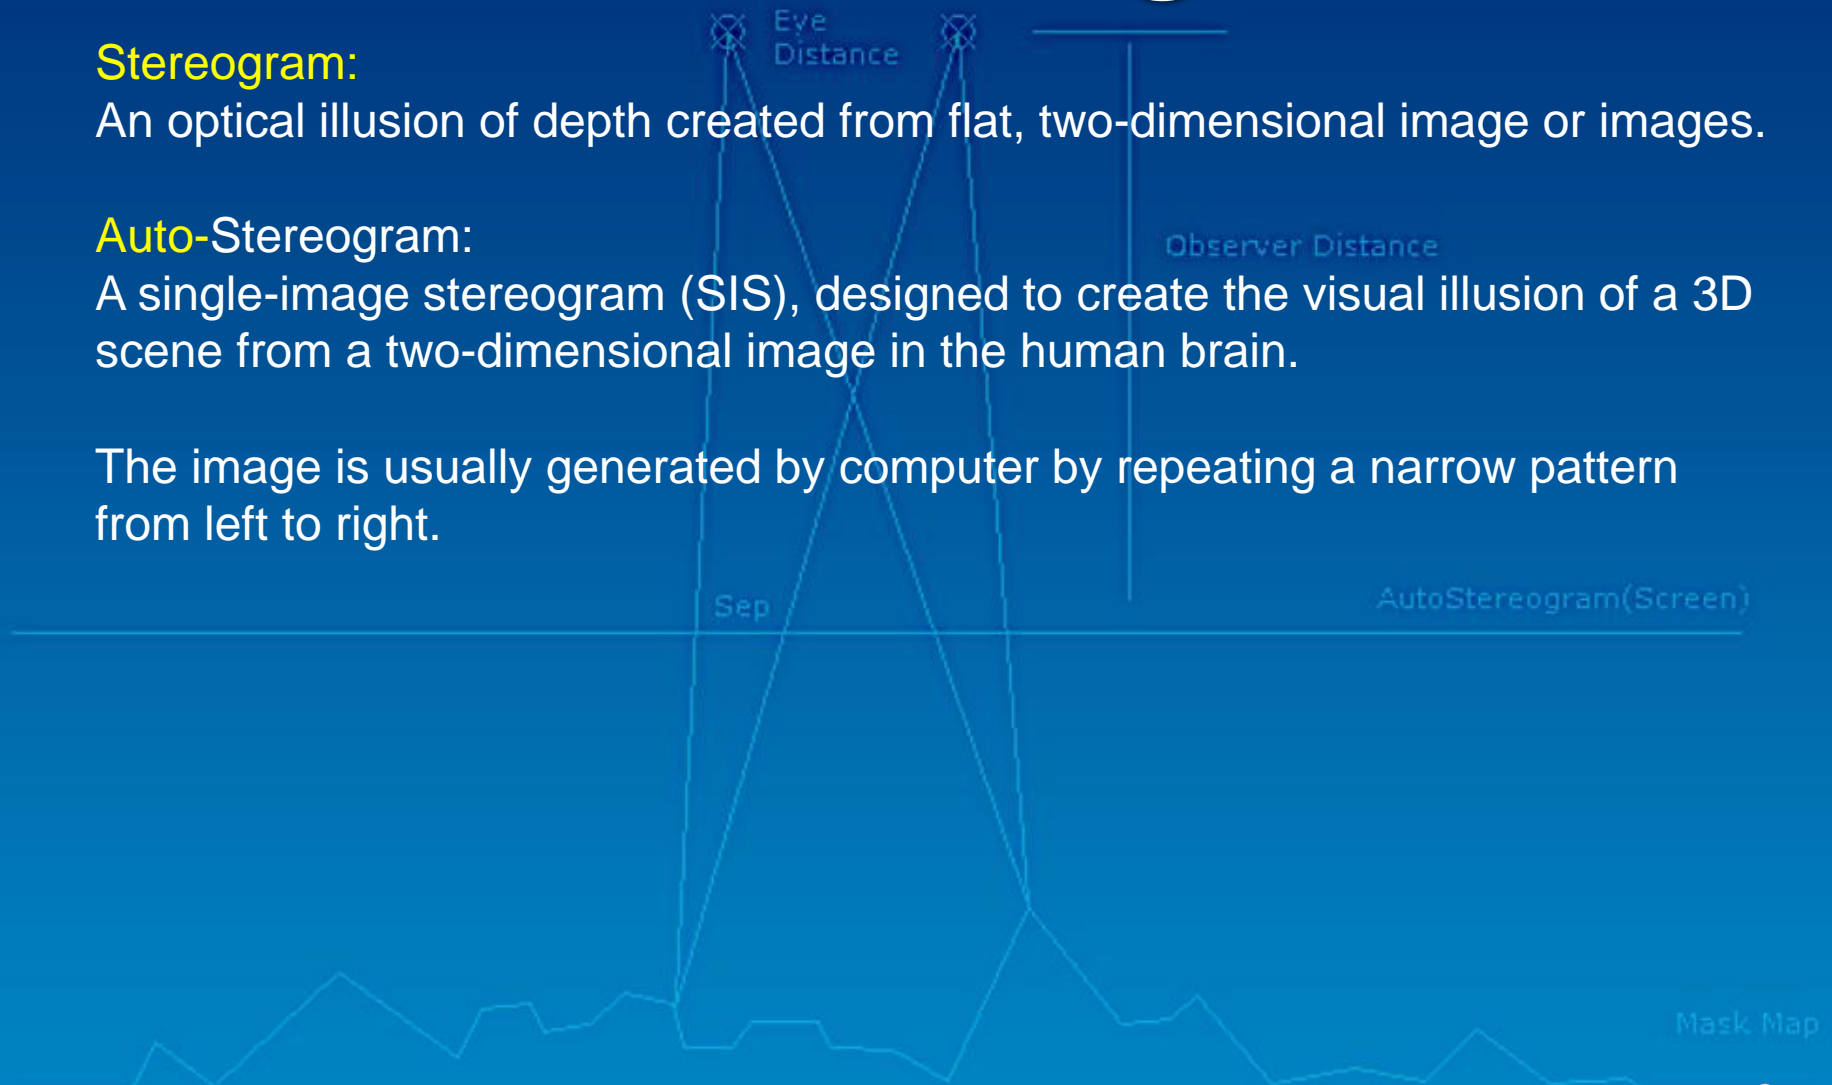 Eye
Distance
Stereogram:
An optical illusion of depth created from flat, two-dimensional image or images.
Auto-Stereogram:
Observer Distance
A single-image stereogram (SIS), designed to create the visual illusion of a 3D
scene from a two-dimensional image in the human brain.
The image is usually generated by computer by repeating a narrow pattern
from left to right.
Sep
AutoStereogram(Screen)
Mask Map